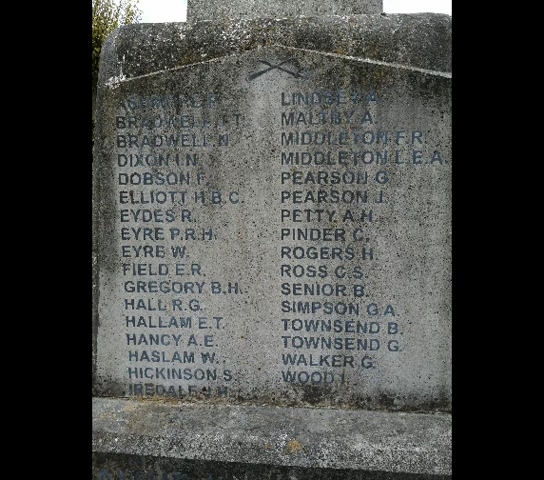 BRADWELL N.
DIXON I.N.
DOBSON F.
ELLIOTT H.B.C.
EYDES R.
EYRE P.R.H.
EYRE W.
FIELD E.R.
GREGORY B.H.
HALL R.G.
HALLAM E.T.
HANCY A.E.
HASLAM W.
HICKINSON S.
IREDALE J.H.
MALTBY A.
MIDDLETON F.R.
MIDDLETON L.E.A.
PEARSON G.
PEARSON J.
PETTY A.H.
PINDER C.
ROGERS H.
ROSS C.S.
SENIOR B.
SIMPSON G.A.
TOWNSEND B.
TOWNSEND G.
WALKER G.
WOOD I.